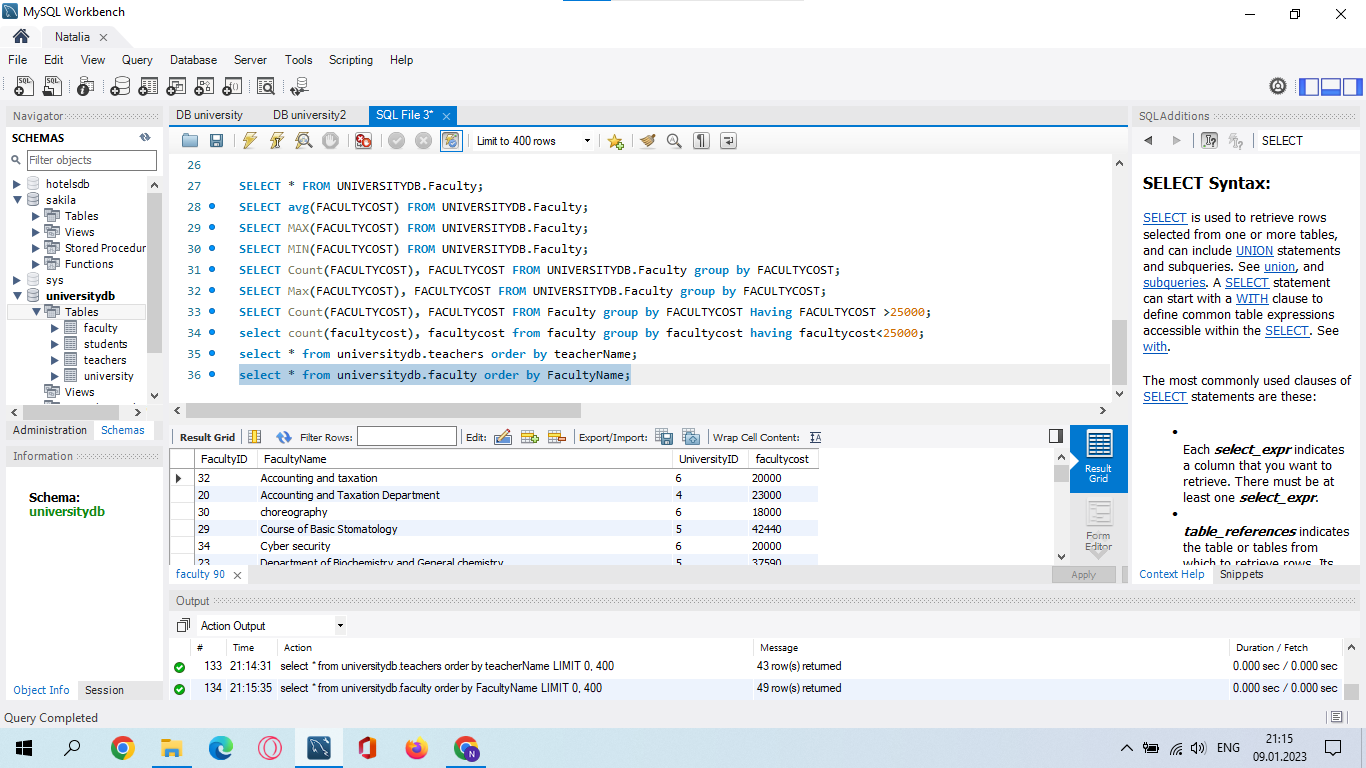 MySQL Workbench
Natalia
File Edit View Query Database Server Tools Scripting Help
Navigator
SCHEMAS
Filter objects
hotelsdb
sakila
Tables
Views
Stored Procedur
Functions
sys
universitydb
Tables
faculty
students
teachers
university
Views
Administration Schemas
Information
Schema:
universitydb
Object Info Session
DB university DB university2 SQL File 3*
Limit to 400 rows
26
27 SELECT * FROM UNIVERSITYDB.Faculty;
28 SELECT avg(FACULTYCOST) FROM UNIVERSITYDB.Faculty;
29 SELECT MAX(FACULTYCOST) FROM UNIVERSITYDB.Faculty;
30 SELECT MIN(FACULTYCOST) FROM UNIVERSITYDB.Faculty;
31 SELECT Count(FACULTYCOST), FACULTYCOST FROM UNIVERSITYDB.Faculty group by FACULTYCOST;
32 SELECT Max(FACULTYCOST), FACULTYCOST FROM UNIVERSITYDB.Faculty group by FACULTYCOST;
33 SELECT Count(FACULTYCOST), FACULTYCOST FROM Faculty group by FACULTYCOST Having FACULTYCOST >25000;
34 select count(facultycost), facultycost from faculty group by facultycost having facultycost<25000;
35 select * from universitydb.teachers order by teacherName;
36 select * from universitydb.faculty order by FacultyName;
Result Grid Filter Rows: Edit: Export/Import: Wrap Cell Content:
FacultyID FacultyName UniversityID facultycost
32 Accounting and taxation 6 20000
20 Accounting and Taxation Department 4 23000
30 choreography 6 18000
29 Course of Basic Stomatology 5 42440
34 Cyber security 6 20000
23 Department of Biochemistry and General chemistry 5 37590
Result
Grid
Form
Editor
faculty 90
Apply
Output
Action Output
# Time Action Message Duration / Fetch
133 21:14:31 select * from universitydb.teachers order by teacherName LIMIT 0, 400 43 row(s) returned 0.000 sec / 0.000 sec
134 21:15:35 select * from universitydb.faculty order by FacultyName LIMIT 0, 400 49 row(s) returned 0.000 sec / 0.000 sec
SQLAdditions
SELECT
SELECT Syntax:
SELECT is used to retrieve rows
selected from one or more tables,
and can include UNION statements
and subqueries. See union, and
subqueries. A SELECT statement
can start with a WITH clause to
define common table expressions
accessible within the SELECT. See
with.
The most commonly used clauses of
SELECT statements are these:
Each select_expr indicates
a column that you want to
retrieve. There must be at
least one select_expr.
table_references indicates
the table or tables from
which to retrieve rows. Its
Context Help Snippets
Query Completed
ENG
21:15
09.01.2023